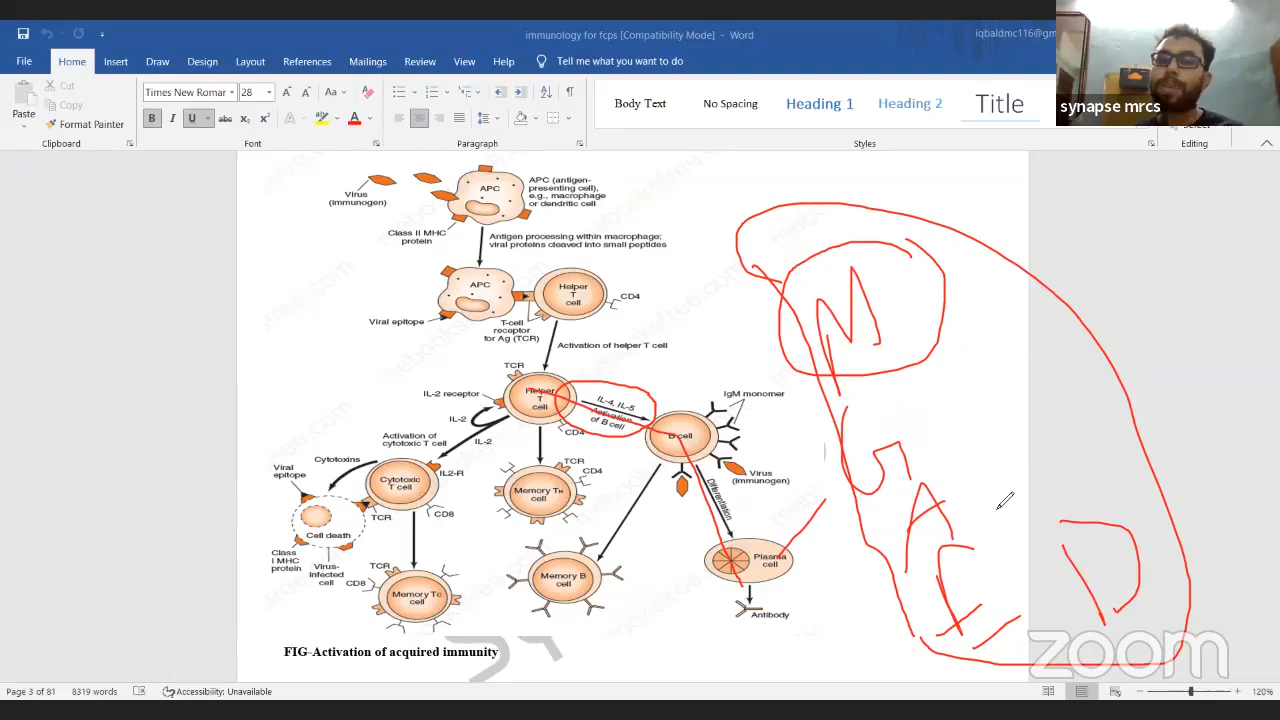 immunology for fcps [Compatibility Mode] - Word
iqbaldmc116@gm
File Home Insert Draw Design Layout References Mailings Review View Help Tell me what you want to do
synapse mrcs
Paste
Cut
Copy
Format Painter
Times New Romar 28
B I U abc X₂ X²
Body Text No Spacing Heading 1 Heading 2 Title
Clipboard Font Paragraph Styles Editing
Virus
(immunogen)
APC
APC (antigen-
presenting cell),
e.g., macrophage
or dendritic cell
Class II MHC
protein
Antigen processing within macrophage;
viral proteins cleaved into small peptides
APC
Helper
T
cell
CD4
Viral epitope
T-cell
receptor
for Ag (TCR)
Activation of helper T cell
TCR
IL-2 receptor
Helper
T
cell
IL-4, IL-5
Activation
of B cell
CD4
IgM monomer
B cell
IL-2
IL-2
Activation of
cytotoxic T cell
Cytotoxins
Viral
epitope
IL2-R
Cytotoxic
T cell
TCR
CD8
Cell death
Class
I MHC
protein
Virus-
infected
cell
TCR
CD4
Memory TH
cell
Virus
(immunogen)
Differentiation
Plasma
cell
Antibody
Memory B
cell
TCR
CD8
Memory TC
cell
M
G
A
E
D
FIG-Activation of acquired immunity
zoom
Page 3 of 81 8319 words Accessibility: Unavailable 120%